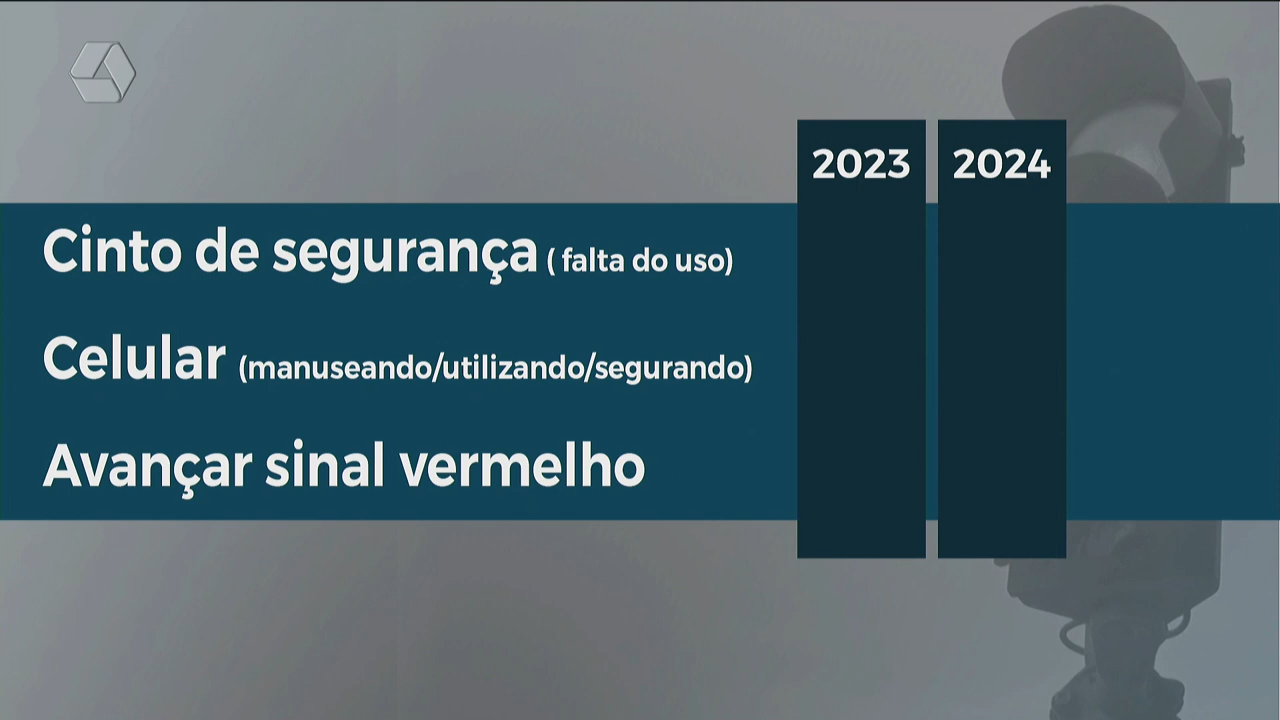 2023 2024
Cinto de segurança ( falta do uso)
Celular (manuseando/utilizando/segurando)
Avançar sinal vermelho